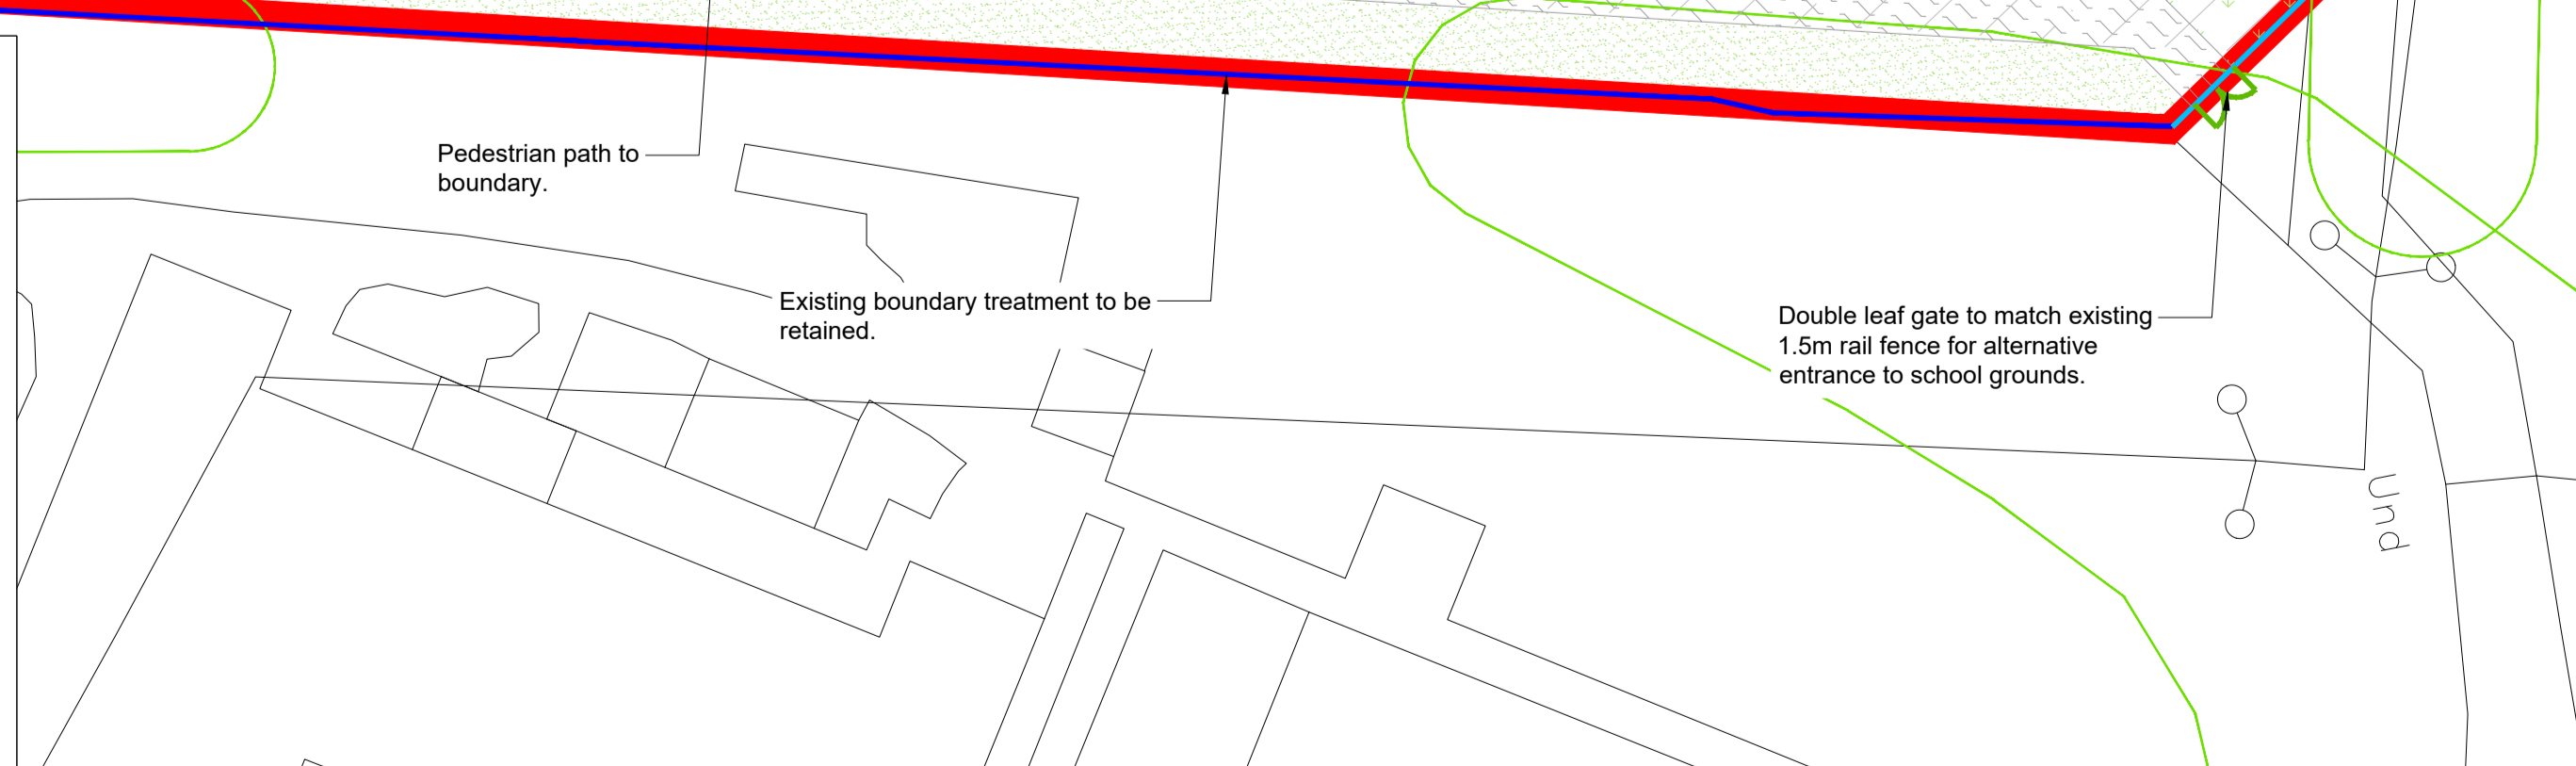 Pedestrian path to
boundary.
Existing boundary treatment to be
retained.
Double leaf gate to match existing
1.5m rail fence for alternative
entrance to school grounds.
Und